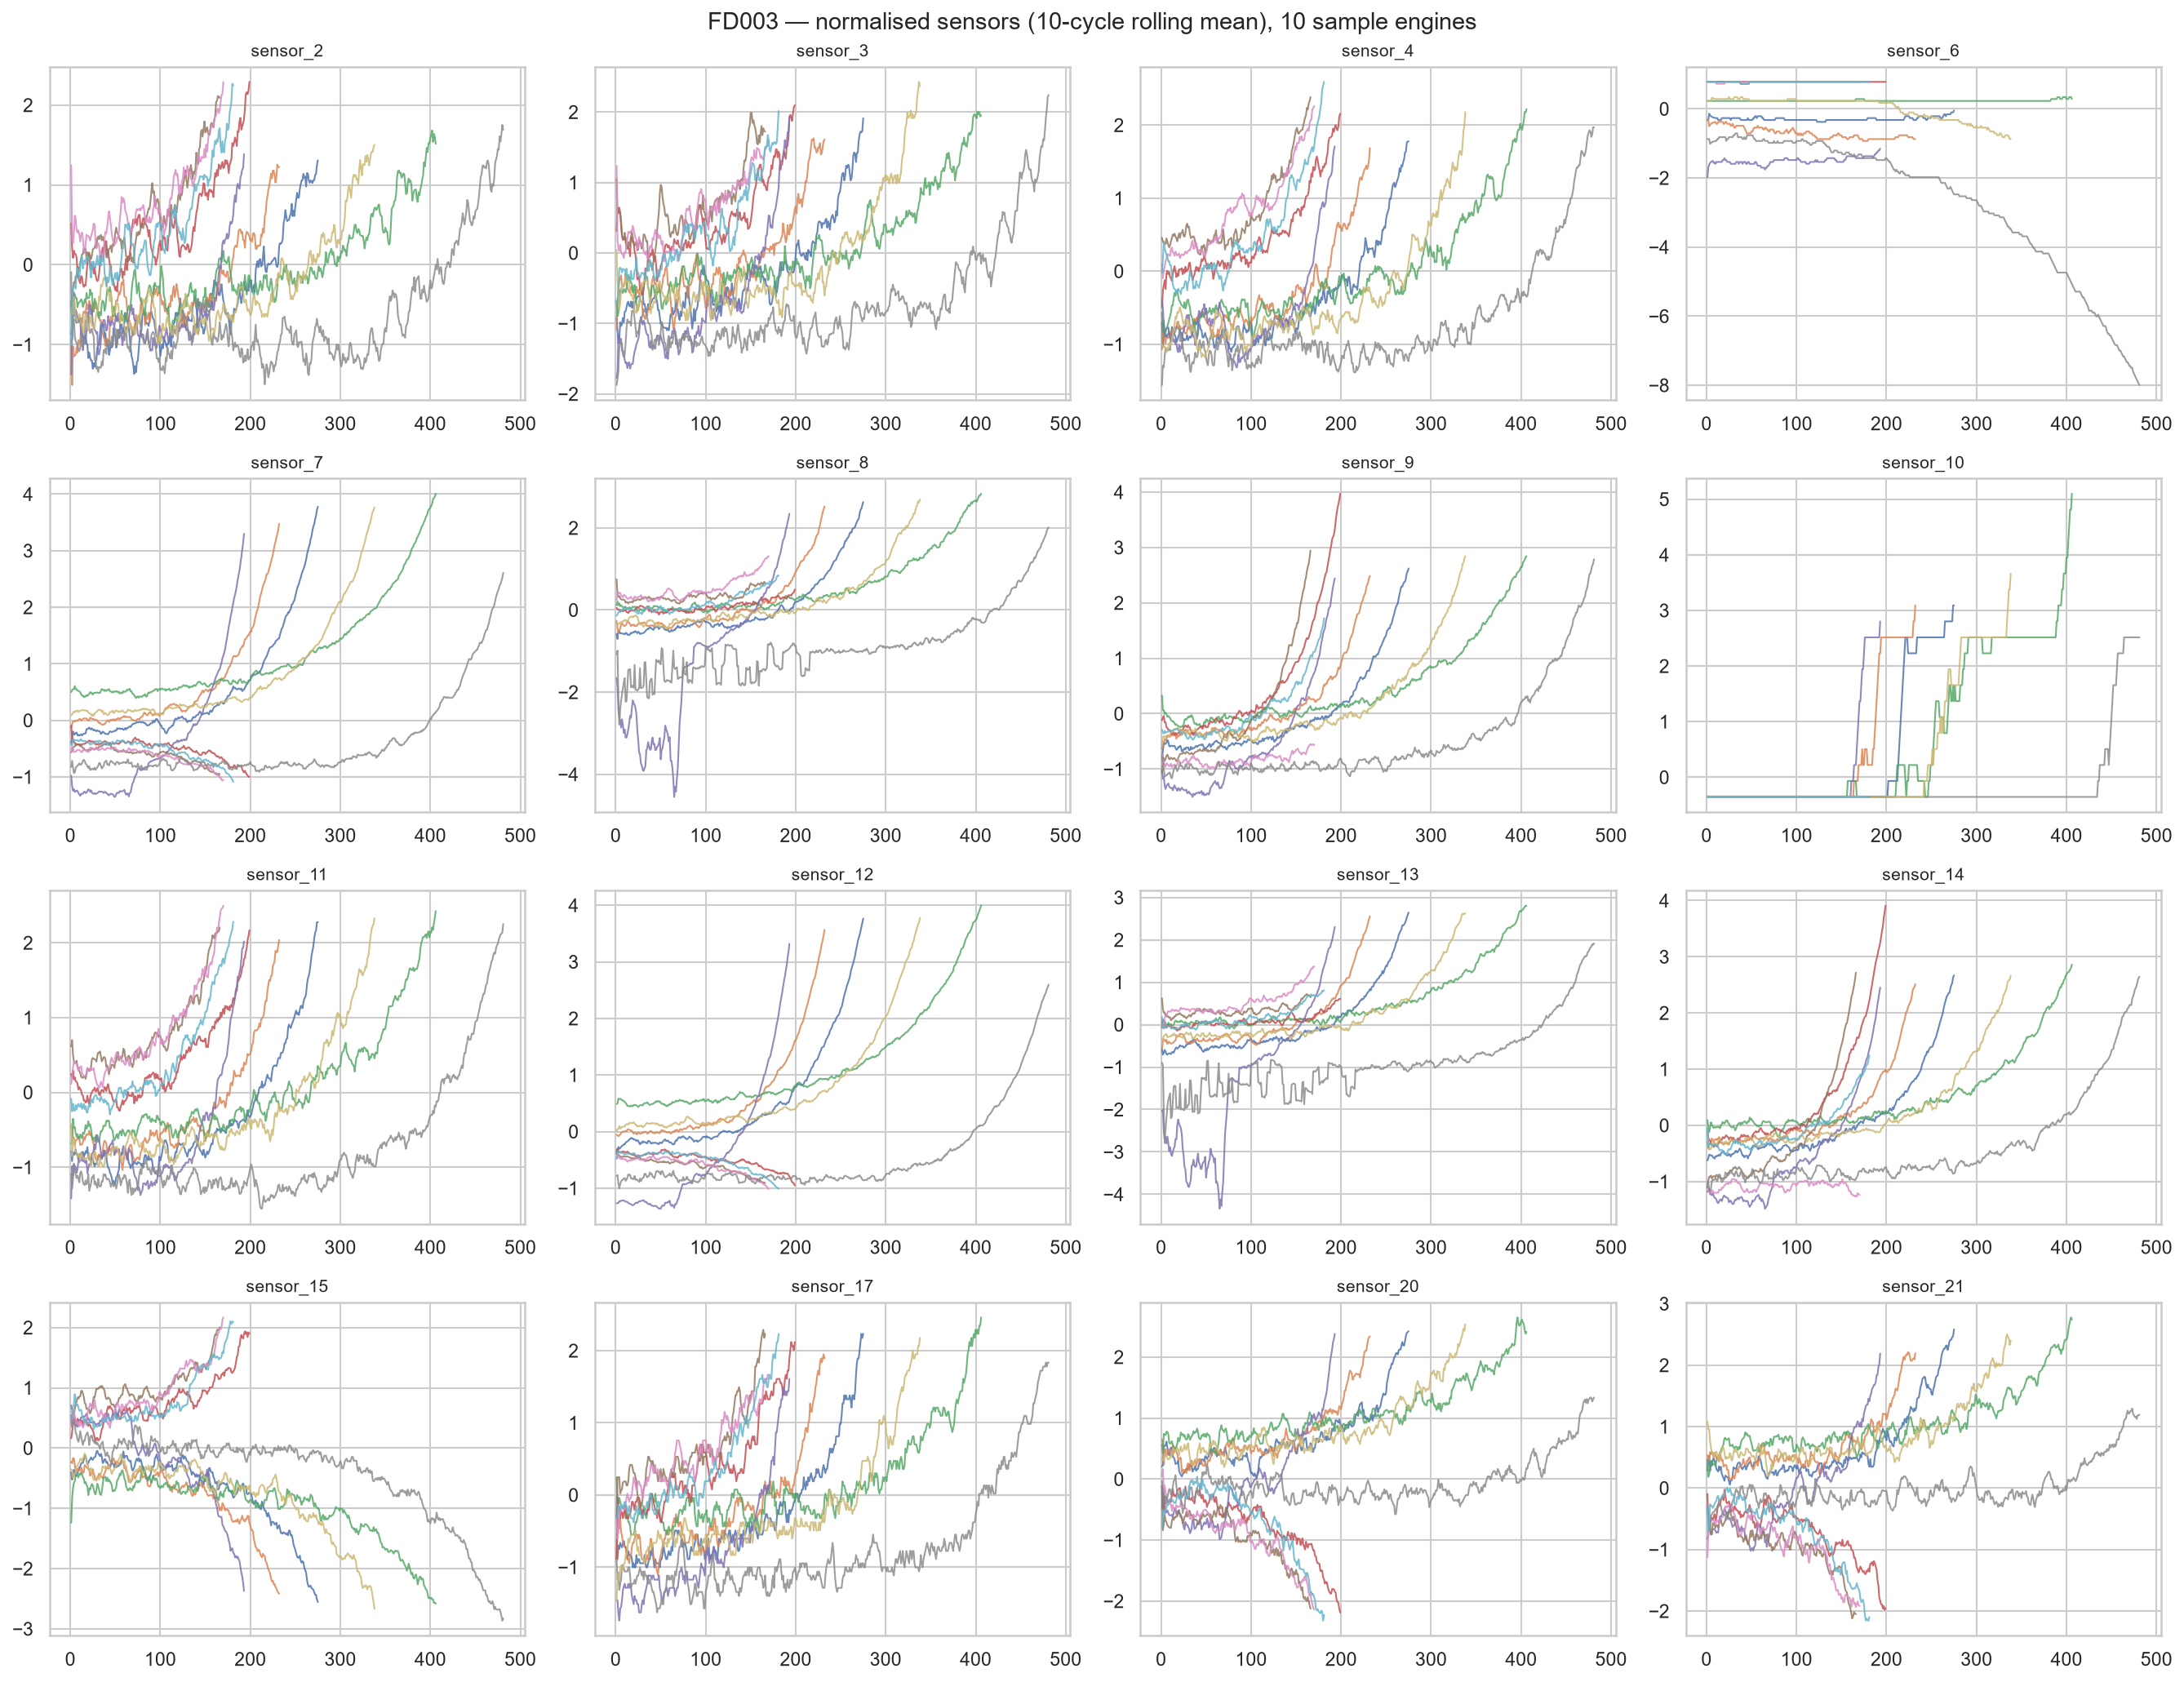 FD003 — normalised sensors (10-cycle rolling mean), 10 sample engines
sensor_2
2
1
0
−1
0 100 200 300 400 500
sensor_3
2
1
0
−1
−2
0 100 200 300 400 500
sensor_4
2
1
0
−1
0 100 200 300 400 500
sensor_6
0
−2
−4
−6
−8
0 100 200 300 400 500
sensor_7
4
3
2
1
0
−1
0 100 200 300 400 500
sensor_8
2
0
−2
−4
0 100 200 300 400 500
sensor_9
4
3
2
1
0
−1
0 100 200 300 400 500
sensor_10
5
4
3
2
1
0
0 100 200 300 400 500
sensor_11
2
1
0
−1
0 100 200 300 400 500
sensor_12
4
3
2
1
0
−1
0 100 200 300 400 500
sensor_13
3
2
1
0
−1
−2
−3
−4
0 100 200 300 400 500
sensor_14
4
3
2
1
0
−1
0 100 200 300 400 500
sensor_15
2
1
0
−1
−2
−3
0 100 200 300 400 500
sensor_17
2
1
0
−1
0 100 200 300 400 500
sensor_20
2
1
0
−1
−2
0 100 200 300 400 500
sensor_21
3
2
1
0
−1
−2
0 100 200 300 400 500